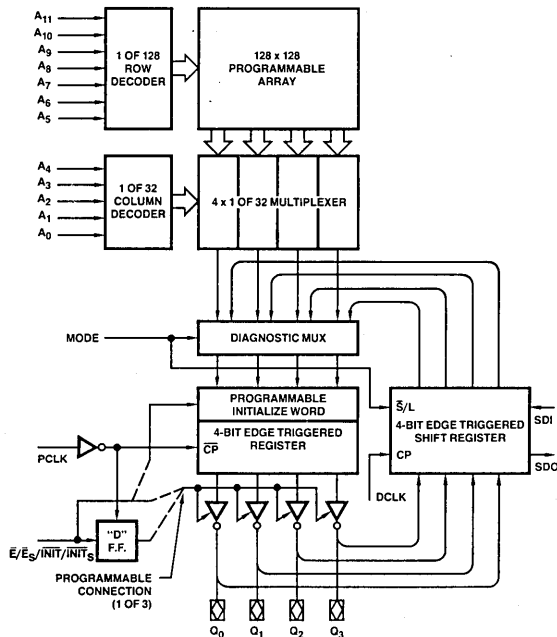 A11
A10
A9
A8
A7
A6
A5
1 OF 128
ROW
DECODER
128 x 128
PROGRAMMABLE
ARRAY
A4
A3
A2
A1
A0
1 OF 32
COLUMN
DECODER
4 x 1 OF 32 MULTIPLEXER
MODE
DIAGNOSTIC MUX
PROGRAMMABLE
INITIALIZE WORD
4-BIT EDGE TRIGGERED
REGISTER
C̅P̅
PCLK
S̅/L
4-BIT EDGE TRIGGERED
SHIFT REGISTER
CP
SDI
SDO
DCLK
E̅/E̅S/I̅N̅I̅T̅/I̅N̅I̅T̅S
"D"
F.F.
PROGRAMMABLE
CONNECTION
(1 OF 3)
Q0
Q1
Q2
Q3